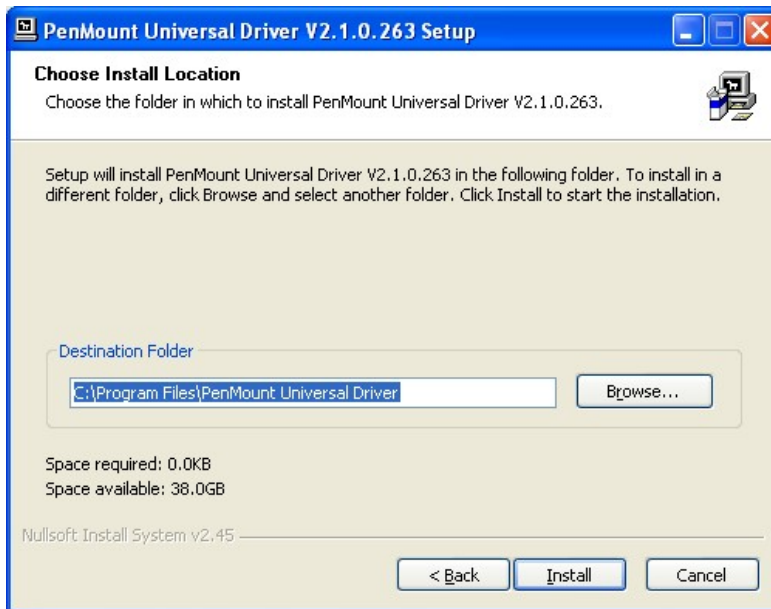 PenMount Universal Driver V2.1.0.263 Setup
Choose Install Location
Choose the folder in which to install PenMount Universal Driver V2.1.0.263.
Setup will install PenMount Universal Driver V2.1.0.263 in the following folder. To install in a
different folder, click Browse and select another folder. Click Install to start the installation.
Destination Folder
C:\Program Files\PenMount Universal Driver
Browse...
Space required: 0.0KB
Space available: 38.0GB
Nullsoft Install System v2.45
< Back
Install
Cancel